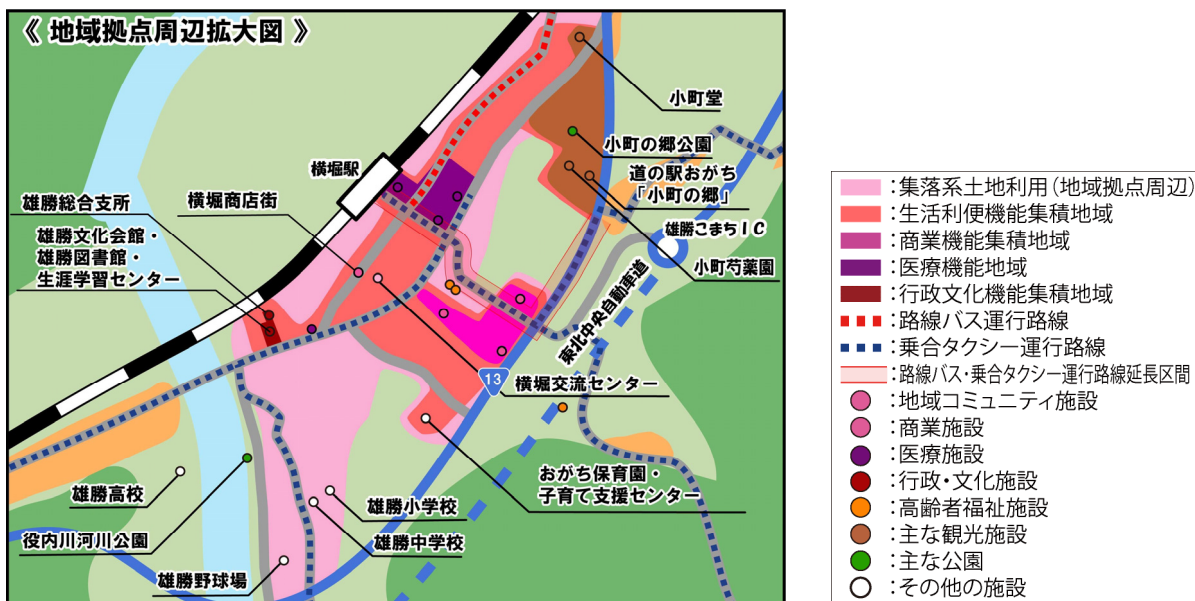 《 地域拠点周辺拡大図 》
小町堂
小町の郷公園
横堀駅
道の駅おがち
「小町の郷」
雄勝総合支所
横堀商店街
雄勝文化会館・
雄勝図書館・
生涯学習センター
雄勝こまちIC
小町芍薬園
東北中央自動車道
13
横堀交流センター
おがち保育園・
子育て支援センター
雄勝高校
雄勝小学校
役内川河川公園
雄勝中学校
雄勝野球場
:集落系土地利用(地域拠点周辺)
:生活利便機能集積地域
:商業機能集積地域
:医療機能地域
:行政文化機能集積地域
:路線バス運行路線
:乗合タクシー運行路線
:路線バス・乗合タクシー運行路線延長区間
:地域コミュニティ施設
:商業施設
:医療施設
:行政・文化施設
:高齢者福祉施設
:主な観光施設
:主な公園
:その他の施設